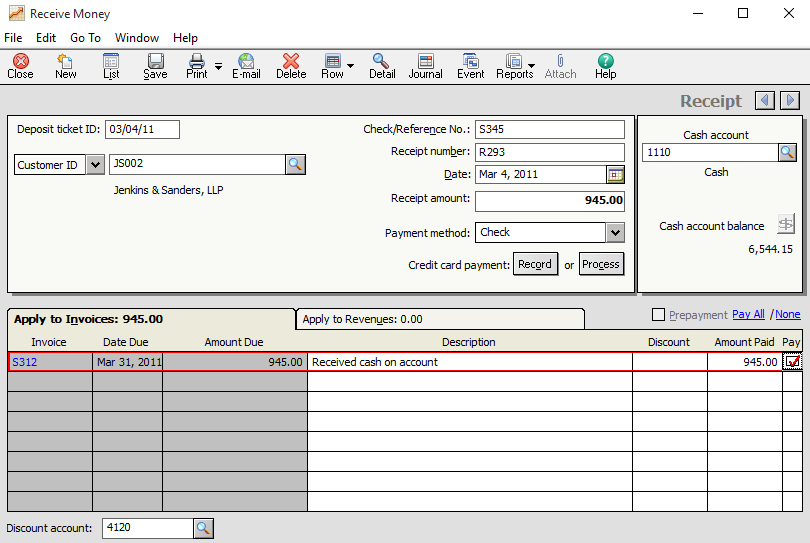 Receive Money
File Edit Go To Window Help
Close New List Save Print E-mail Delete Row Detail Journal Event Reports Attach Help
Receipt
Deposit ticket ID: 03/04/11
Customer ID JS002
Jenkins & Sanders, LLP
Check/Reference No.: S345
Receipt number: R293
Date: Mar 4, 2011
Receipt amount: 945.00
Payment method: Check
Credit card payment: Record or Process
Cash account
1110
Cash
Cash account balance
6,544.15
Apply to Invoices: 945.00 Apply to Revenues: 0.00 Prepayment Pay All / None
Invoice Date Due Amount Due Description Discount Amount Paid Pay
S312 Mar 31, 2011 945.00 Received cash on account 945.00
Discount account: 4120